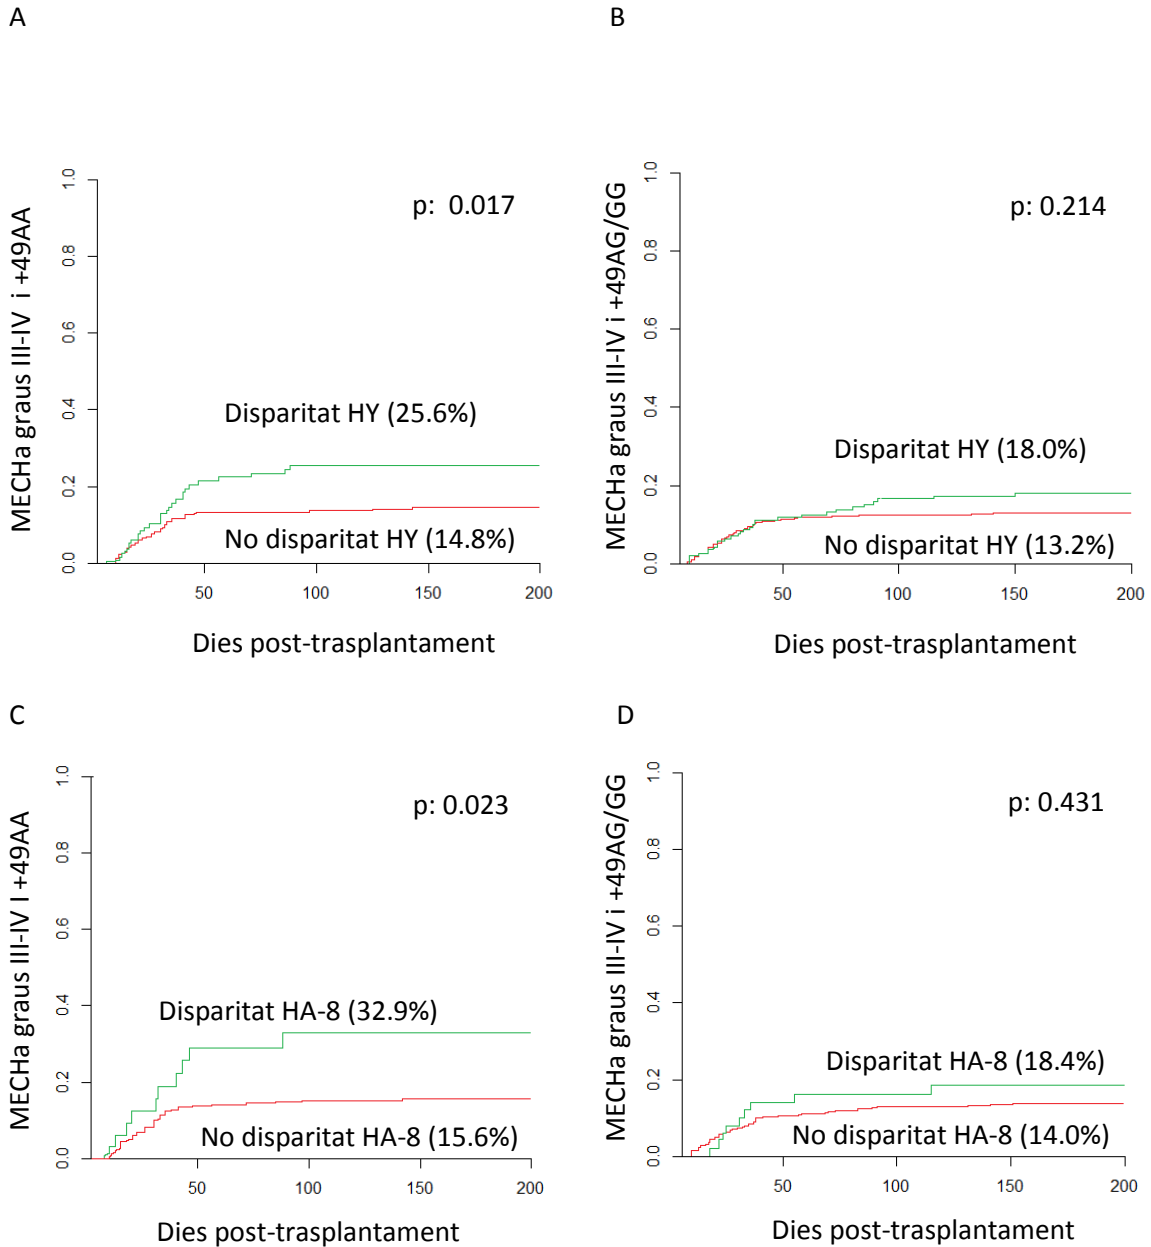 A
MECHa graus III-IV i +49AA
1.0
0.8
0.6
0.4
0.2
0.0
p: 0.017
Disparitat HY (25.6%)
No disparitat HY (14.8%)
50 100 150 200
Dies post-trasplantament
B
MECHa graus III-IV i +49AG/GG
1.0
0.8
0.6
0.4
0.2
0.0
p: 0.214
Disparitat HY (18.0%)
No disparitat HY (13.2%)
50 100 150 200
Dies post-trasplantament
C
MECHa graus III-IV I +49AA
1.0
0.8
0.6
0.4
0.2
0.0
p: 0.023
Disparitat HA-8 (32.9%)
No disparitat HA-8 (15.6%)
50 100 150 200
Dies post-trasplantament
D
MECHa graus III-IV i +49AG/GG
1.0
0.8
0.6
0.4
0.2
0.0
p: 0.431
Disparitat HA-8 (18.4%)
No disparitat HA-8 (14.0%)
50 100 150 200
Dies post-trasplantament